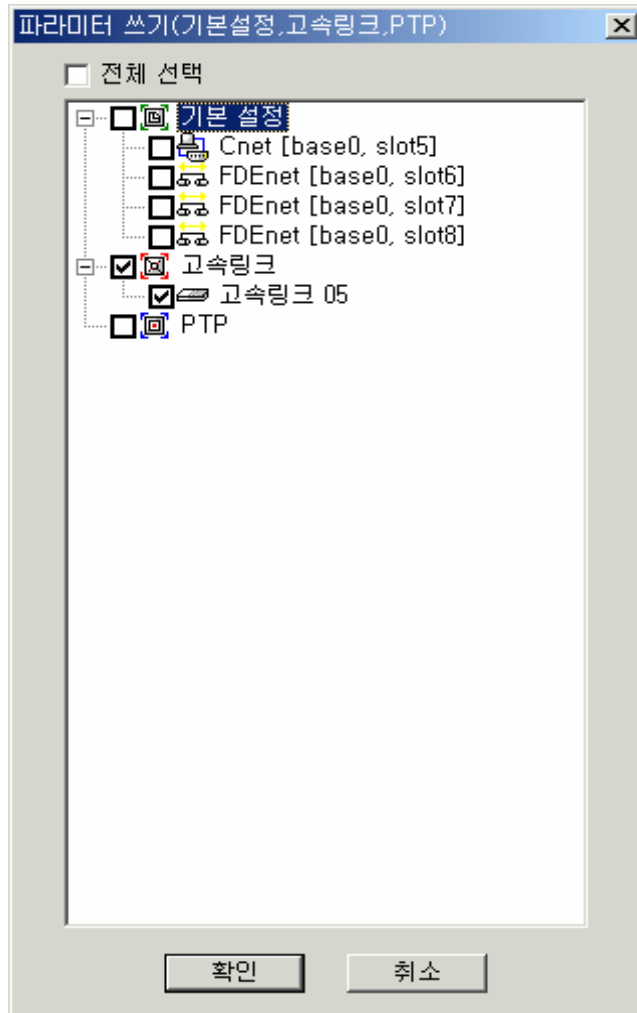 파라미터 쓰기(기본설정,고속링크,PTP)
전체 선택
기본 설정
Cnet [base0, slot5]
FDEnet [base0, slot6]
FDEnet [base0, slot7]
FDEnet [base0, slot8]
고속링크
고속링크 05
PTP
확인
취소